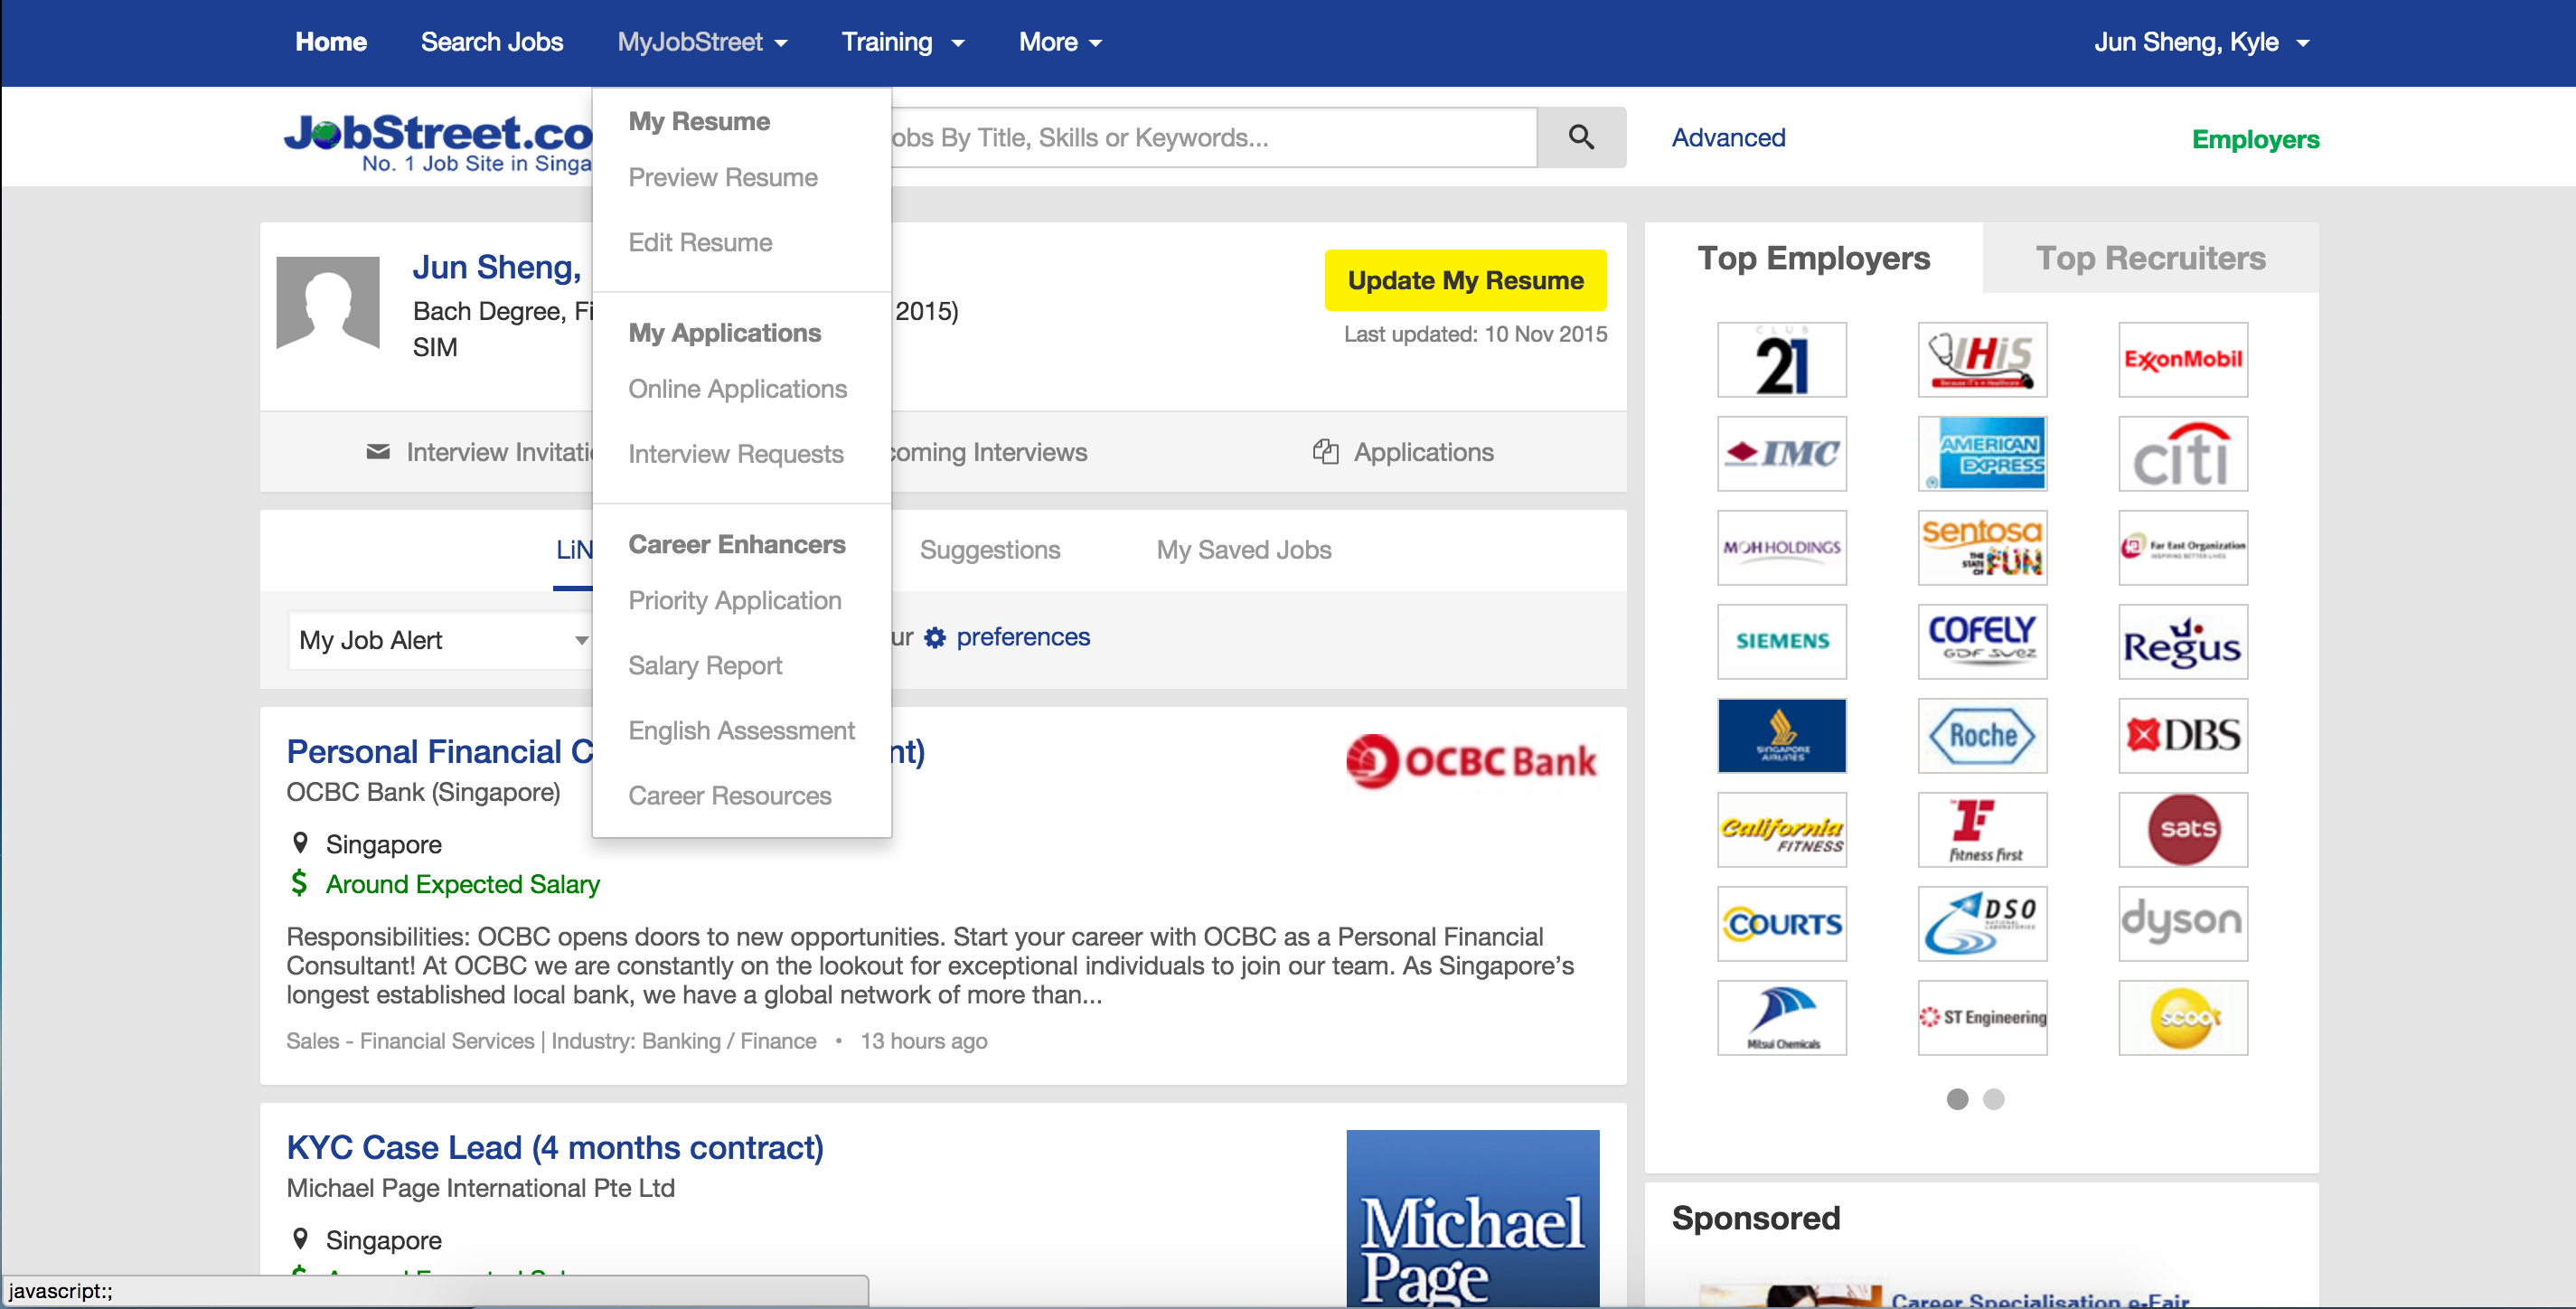 Home Search Jobs MyJobStreet Training More Jun Sheng, Kyle
JobStreet.co
No. 1 Job Site in Singa
obs By Title, Skills or Keywords...
Advanced
Employers
My Resume
Preview Resume
Edit Resume
My Applications
Online Applications
Interview Requests
Career Enhancers
Priority Application
Salary Report
English Assessment
Career Resources
Jun Sheng,
Bach Degree, Fi 2015)
SIM
Update My Resume
Last updated: 10 Nov 2015
Interview Invitati coming Interviews Applications
LiN Suggestions My Saved Jobs
My Job Alert ur preferences
Personal Financial C nt)
OCBC Bank (Singapore)
OCBC Bank
Singapore
Around Expected Salary
Responsibilities: OCBC opens doors to new opportunities. Start your career with OCBC as a Personal Financial
Consultant! At OCBC we are constantly on the lookout for exceptional individuals to join our team. As Singapore’s
longest established local bank, we have a global network of more than...
Sales - Financial Services | Industry: Banking / Finance • 13 hours ago
KYC Case Lead (4 months contract)
Michael Page International Pte Ltd
Singapore
Michael
Page
javascript:;
Top Employers Top Recruiters
CLUB
21
IHiS
ExxonMobil
IMC
AMERICAN
EXPRESS
citi
MOHHOLDINGS
Sentosa
THE STATE OF FUN
Far East Organization
INSPIRING BETTER LIVES
SIEMENS
COFELY
GDF SUEZ
Regus
SINGAPORE
AIRLINES
Roche
DBS
California
FITNESS
fitness first
sats
COURTS
DSO
NATIONAL
LABORATORIES
dyson
Mitsui Chemicals
ST Engineering
scoot
Sponsored
Career Specialisation e-Fair